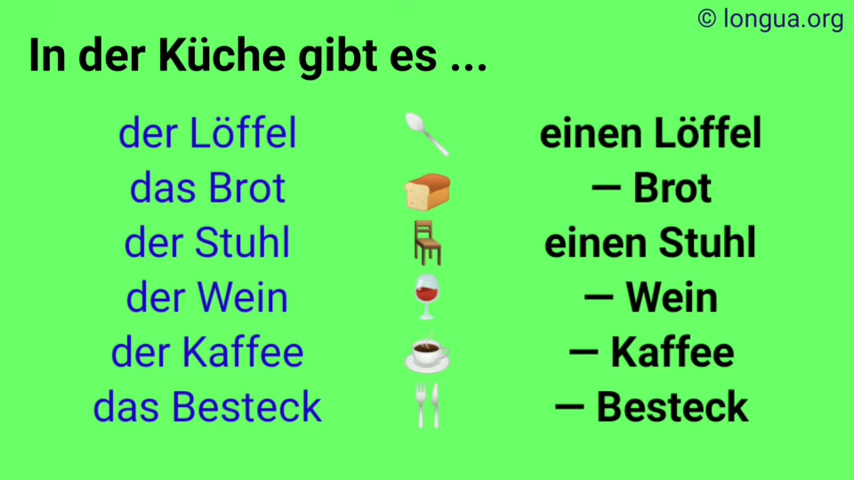 © longua.org
In der Küche gibt es ...
der Löffel einen Löffel
das Brot – Brot
der Stuhl einen Stuhl
der Wein – Wein
der Kaffee – Kaffee
das Besteck – Besteck